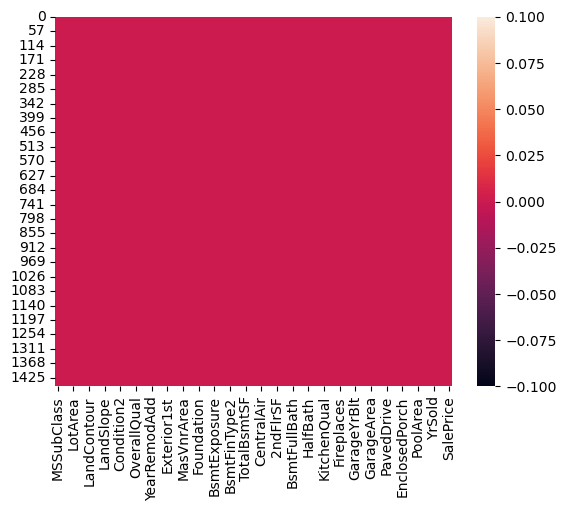 0
57
114
171
228
285
342
399
456
513
570
627
684
741
798
855
912
969
1026
1083
1140
1197
1254
1311
1368
1425
MSSubClass
LotArea
LandContour
LandSlope
Condition2
OverallQual
YearRemodAdd
Exterior1st
MasVnrArea
Foundation
BsmtExposure
BsmtFinType2
TotalBsmtSF
CentralAir
2ndFlrSF
BsmtFullBath
HalfBath
KitchenQual
Fireplaces
GarageYrBlt
GarageArea
PavedDrive
EnclosedPorch
PoolArea
YrSold
SalePrice
0.100
0.075
0.050
0.025
0.000
−0.025
−0.050
−0.075
−0.100